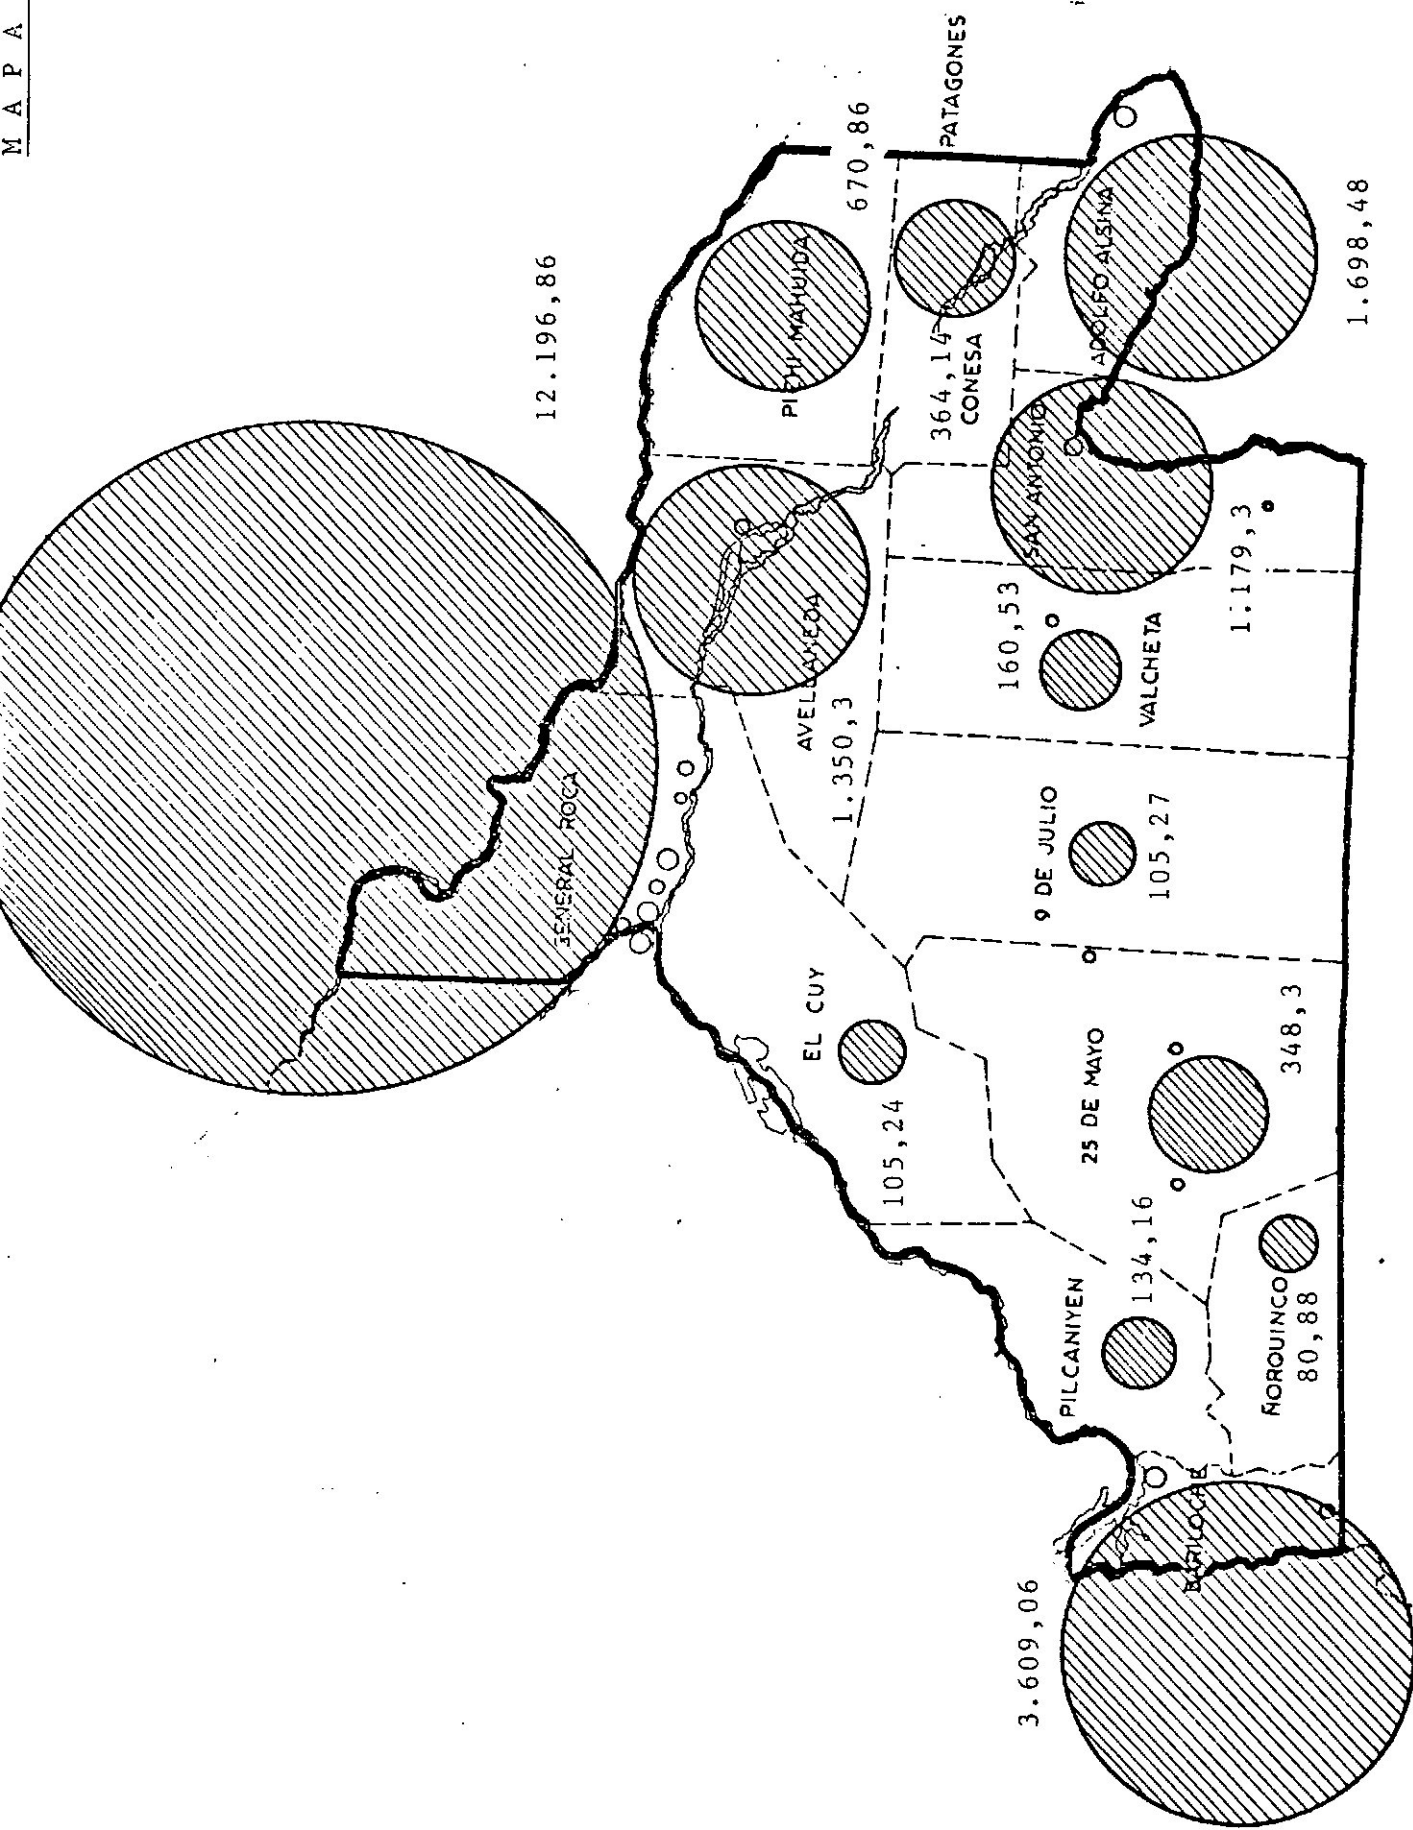 MAPA
12.196,86
GENERAL ROCA
PICHI MAHUIDA
670,86
PATAGONES
364,14
CONESA
ADOLFO ALSINA
1.698,48
SAN ANTONIO
1.179,3
AVELLANEDA
1.350,3
160,53
VALCHETA
9 DE JULIO
105,27
EL CUY
105,24
25 DE MAYO
348,3
PILCANIYEN
134,16
ÑORQUINCO
80,88
BARILOCHE
3.609,06